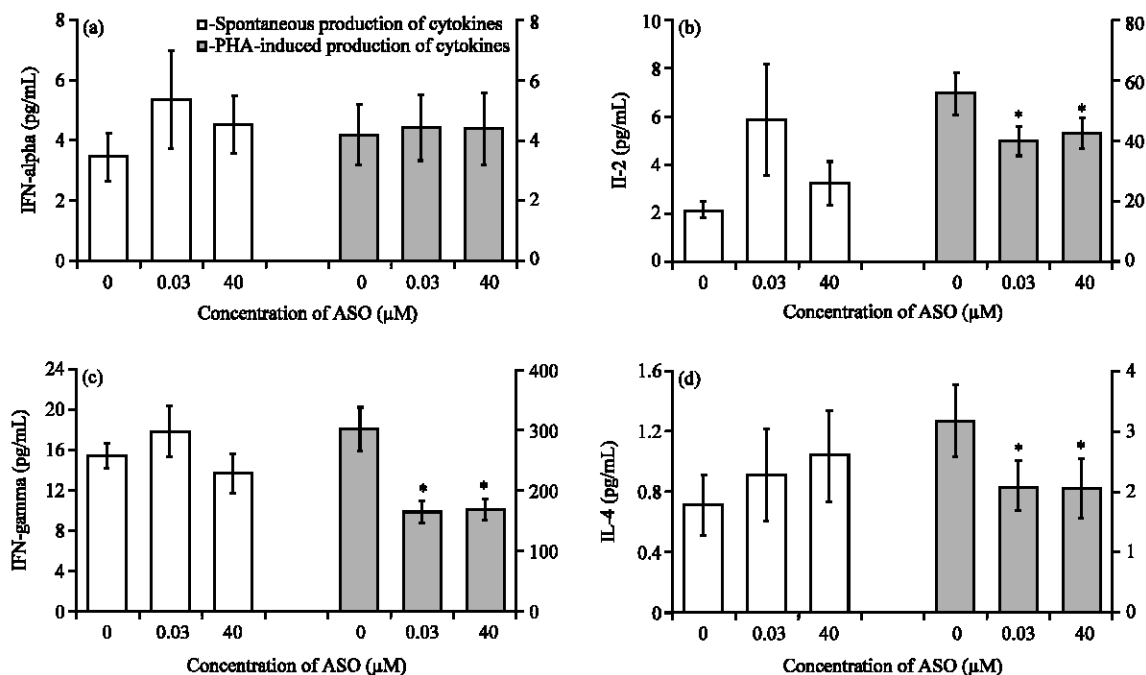 (a)
-Spontaneous production of cytokines
-PHA-induced production of cytokines
IFN-alpha (pg/mL)
8
6
4
2
0
8
6
4
2
0
0 0.03 40 0 0.03 40
Concentration of ASO (µM)
(b)
II-2 (pg/mL)
10
8
6
4
2
0
80
60
40
20
0
* *
0 0.03 40 0 0.03 40
Concentration of ASO (µM)
(c)
IFN-gamma (pg/mL)
24
20
16
12
8
4
0
400
300
200
100
0
* *
0 0.03 40 0 0.03 40
Concentration of ASO (µM)
(d)
IL-4 (pg/mL)
1.6
1.2
0.8
0.4
0
4
3
2
1
0
* *
0 0.03 40 0 0.03 40
Concentration of ASO (µM)